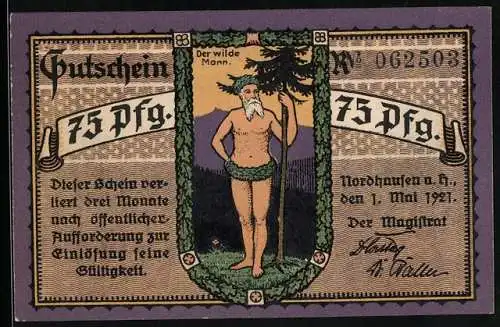 Gutschein
Der wilde
Mann.
No 062503
75 Pfg.
75 Pfg.
Dieser Schein ver-
liert drei Monate
nach öffentlicher
Aufforderung zur
Einlösung seine
Gültigkeit.
Nordhausen a. H.,
den 1. Mai 1921.
Der Magistrat